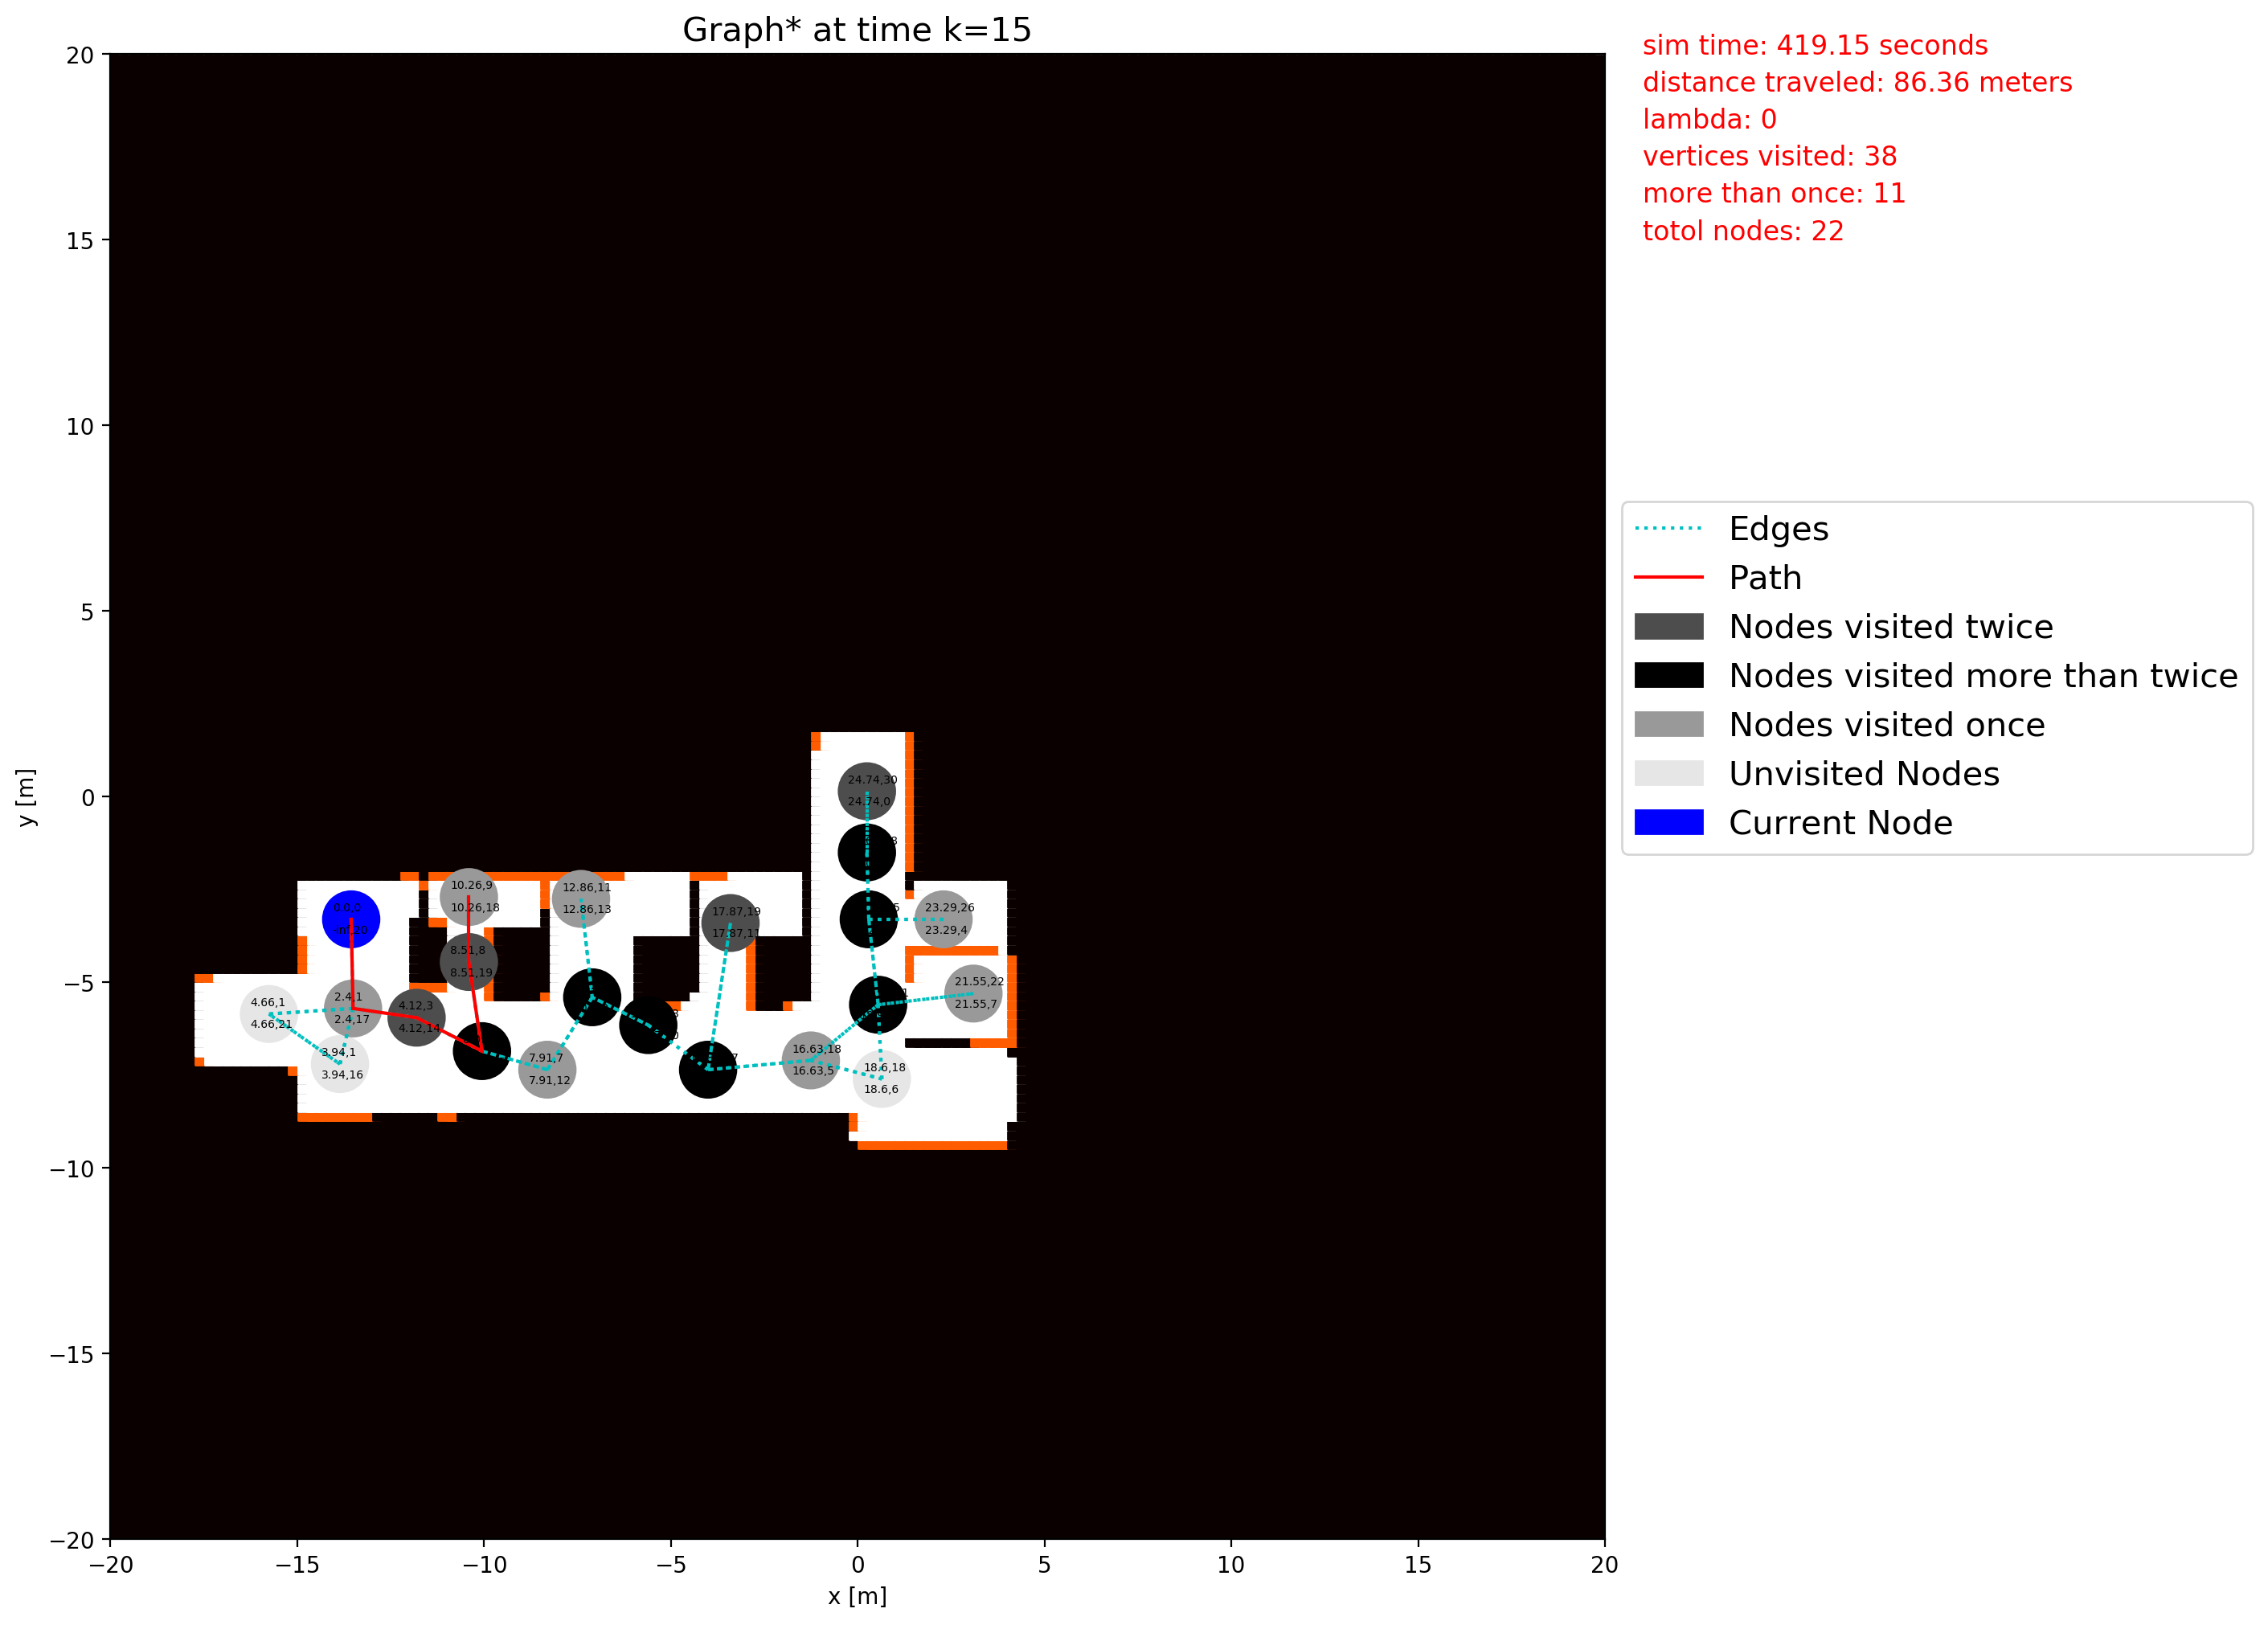 Graph* at time k=15
sim time: 419.15 seconds
distance traveled: 86.36 meters
lambda: 0
vertices visited: 38
more than once: 11
totol nodes: 22
20
15
10
5
0
−5
−10
−15
−20
y [m]
24.74,30
24.74,0
10.26,9
10.26,18
12.86,11
12.86,13
17.87,19
17.87,11
23.29,26
23.29,4
8.51,8
8.51,19
4.66,1
4.66,21
2.4,1
2.4,17
4.12,3
4.12,14
21.55,22
21.55,7
3.94,1
3.94,16
7.91,7
7.91,12
16.63,18
16.63,5
18.6,18
18.6,6
−20
−15
−10
−5
0
5
10
15
20
x [m]
Edges
Path
Nodes visited twice
Nodes visited more than twice
Nodes visited once
Unvisited Nodes
Current Node